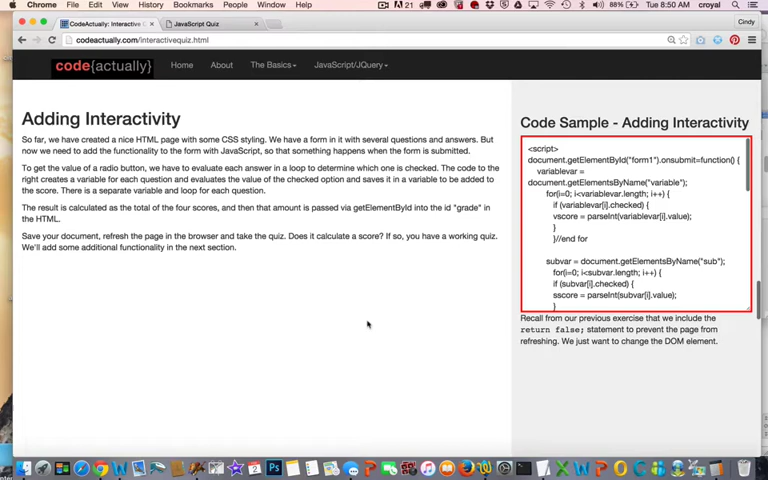 Chrome File Edit View History Bookmarks People Window Help
21
88%
Tue 8:50 AM croyal
CodeActually: Interactive
JavaScript Quiz
Cindy
codeactually.com/interactivequiz.html
code{actually}
Home About The Basics JavaScript/JQuery
Adding Interactivity
So far, we have created a nice HTML page with some CSS styling. We have a form in it with several questions and answers. But
now we need to add the functionality to the form with JavaScript, so that something happens when the form is submitted.
To get the value of a radio button, we have to evaluate each answer in a loop to determine which one is checked. The code to the
right creates a variable for each question and evaluates the value of the checked option and saves it in a variable to be added to
the score. There is a separate variable and loop for each question.
The result is calculated as the total of the four scores, and then that amount is passed via getElementById into the id "grade" in
the HTML.
Save your document, refresh the page in the browser and take the quiz. Does it calculate a score? If so, you have a working quiz.
We'll add some additional functionality in the next section.
Code Sample - Adding Interactivity
<script>
document.getElementById("form1").onsubmit=function() {
variablevar =
document.getElementsByName("variable");
for(i=0; i<variablevar.length; i++) {
if (variablevar[i].checked) {
vscore = parseInt(variablevar[i].value);
}
}//end for
subvar = document.getElementsByName("sub");
for(i=0; i<subvar.length; i++) {
if (subvar[i].checked) {
sscore = parseInt(subvar[i].value);
}
Recall from our previous exercise that we include the
return false; statement to prevent the page from
refreshing. We just want to change the DOM element.